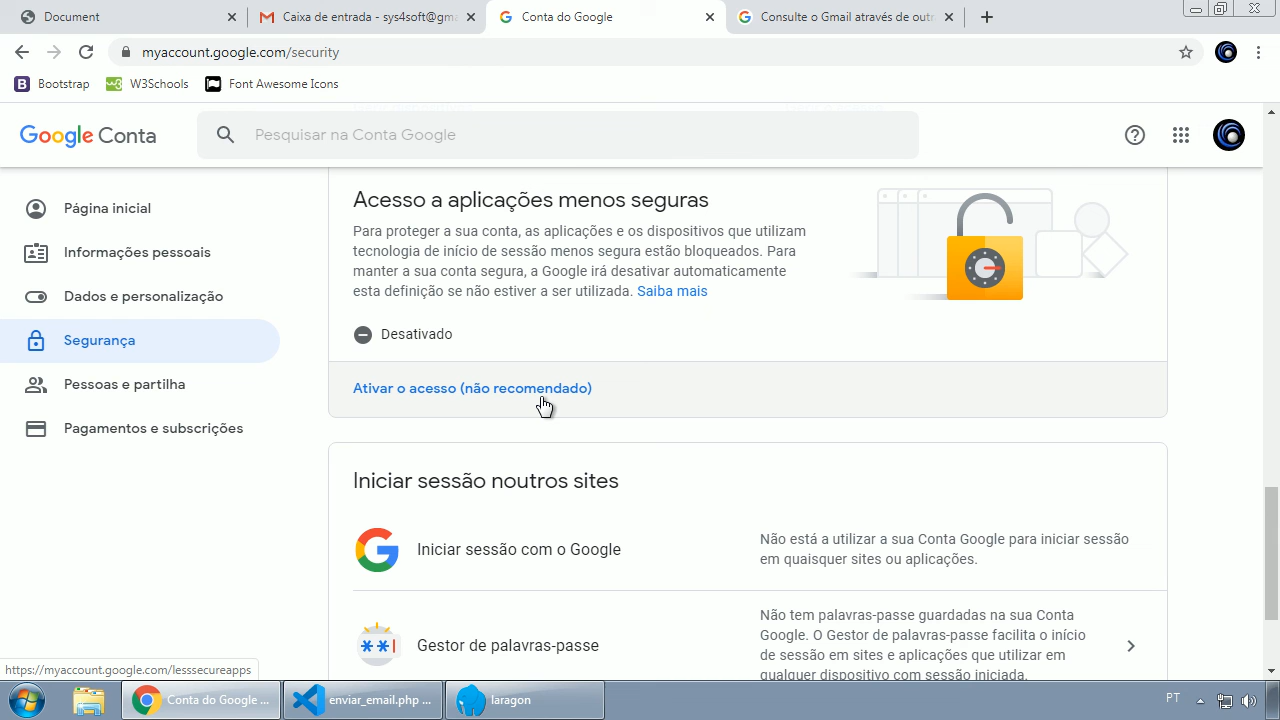 Document
Caixa de entrada - sys4soft@gma
Conta do Google
Consulte o Gmail através de outr
myaccount.google.com/security
Bootstrap
W3Schools
Font Awesome Icons
Google Conta
Pesquisar na Conta Google
Página inicial
Informações pessoais
Dados e personalização
Segurança
Pessoas e partilha
Pagamentos e subscrições
Acesso a aplicações menos seguras
Para proteger a sua conta, as aplicações e os dispositivos que utilizam
tecnologia de início de sessão menos segura estão bloqueados. Para
manter a sua conta segura, a Google irá desativar automaticamente
esta definição se não estiver a ser utilizada. Saiba mais
Desativado
Ativar o acesso (não recomendado)
Iniciar sessão noutros sites
Iniciar sessão com o Google
Não está a utilizar a sua Conta Google para iniciar sessão
em quaisquer sites ou aplicações.
Gestor de palavras-passe
Não tem palavras-passe guardadas na sua Conta
Google. O Gestor de palavras-passe facilita o início
de sessão em sites e aplicações que utilizar em
qualquer dispositivo com sessão iniciada.
https://myaccount.google.com/lesssecureapps
Conta do Google ...
enviar_email.php ...
laragon
PT